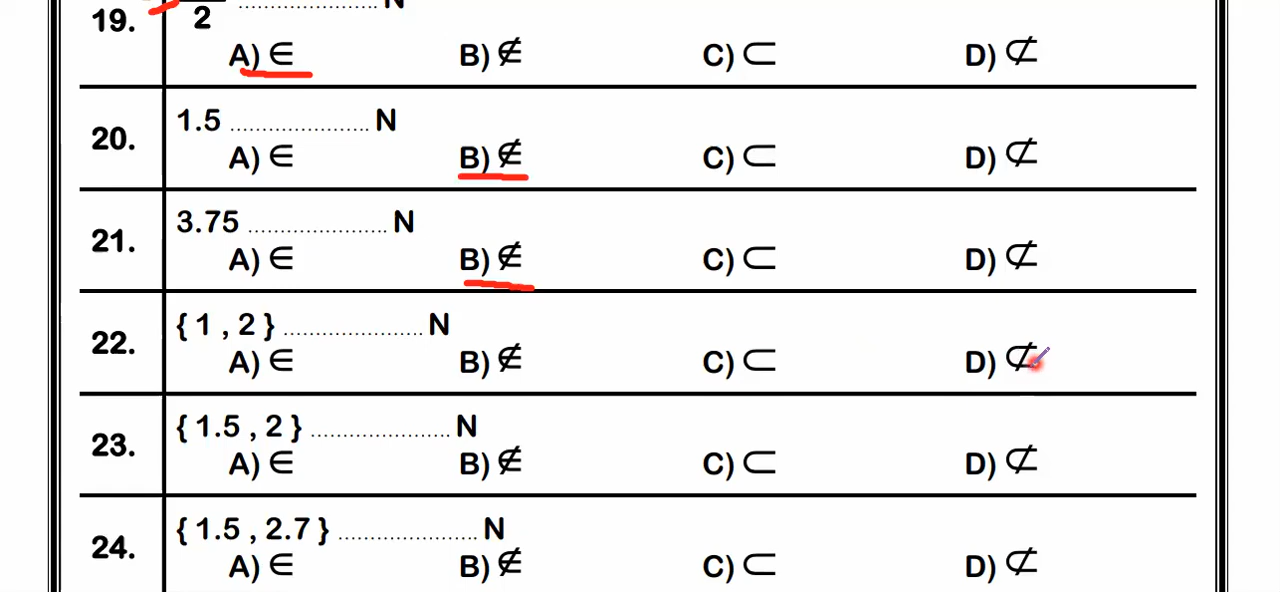 19. 2 .................... N
A) ∈ B) ∉ C) ⊂ D) ⊄
20. 1.5 .................... N
A) ∈ B) ∉ C) ⊂ D) ⊄
21. 3.75 .................... N
A) ∈ B) ∉ C) ⊂ D) ⊄
22. { 1 , 2 } .................... N
A) ∈ B) ∉ C) ⊂ D) ⊄
23. { 1.5 , 2 } .................... N
A) ∈ B) ∉ C) ⊂ D) ⊄
24. { 1.5 , 2.7 } .................... N
A) ∈ B) ∉ C) ⊂ D) ⊄